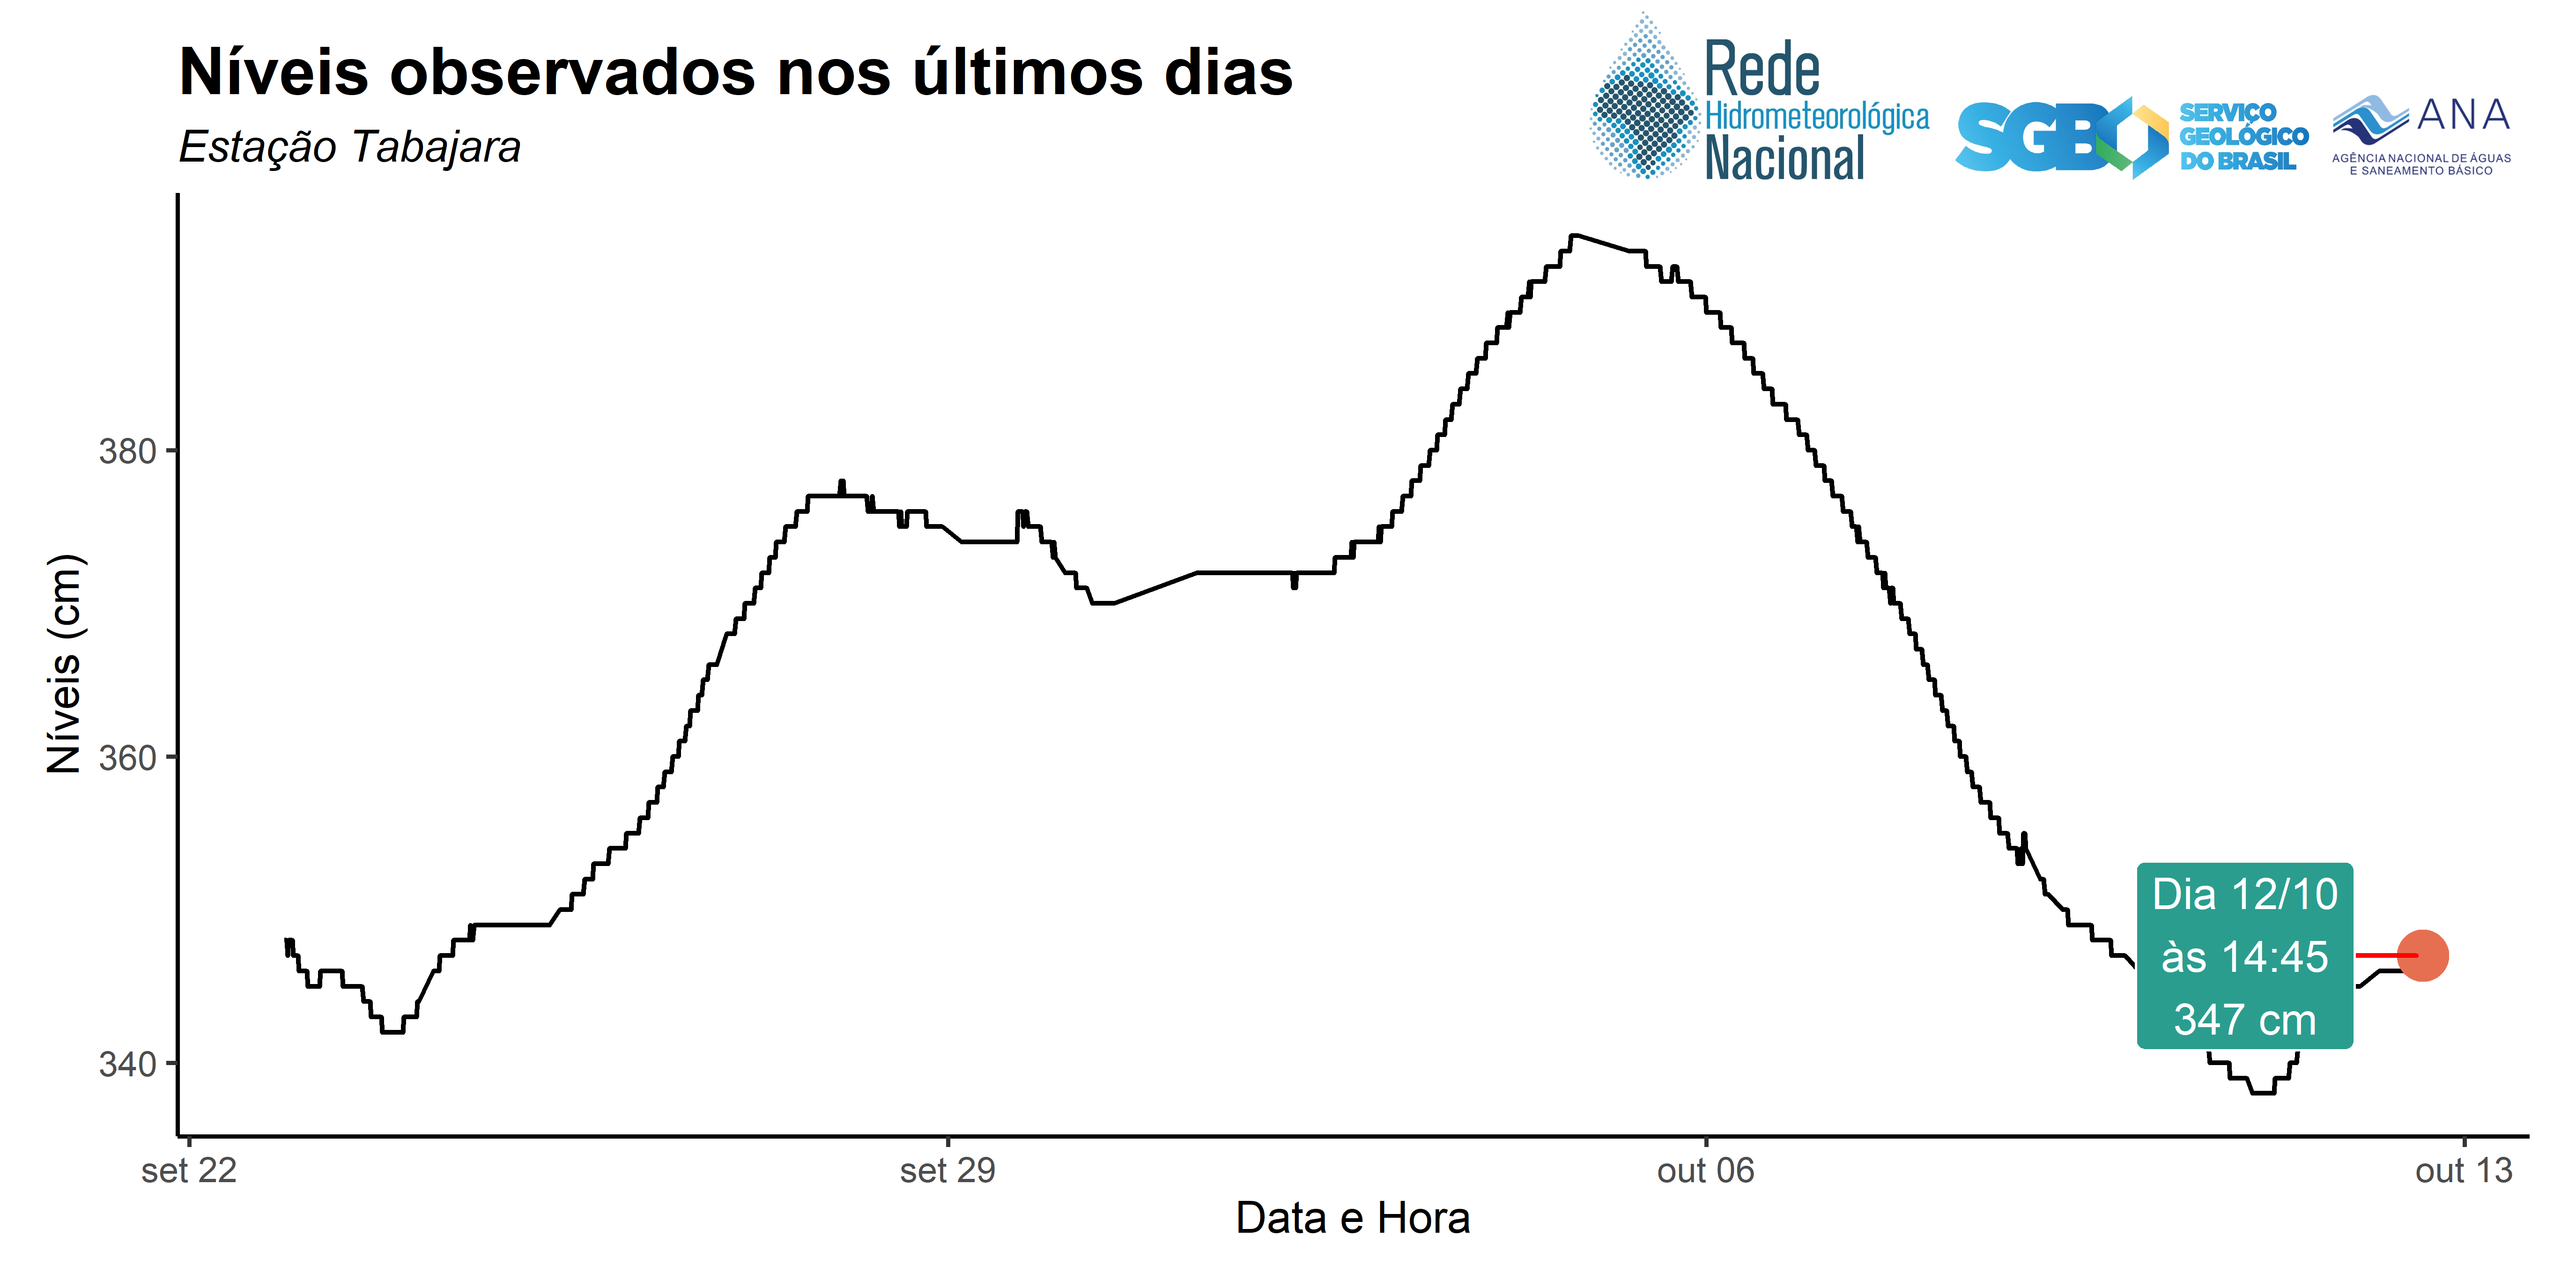 Níveis observados nos últimos dias
Estação Tabajara
Rede
Hidrometeorológica
Nacional
SGB
SERVIÇO
GEOLÓGICO
DO BRASIL
ANA
AGÊNCIA NACIONAL DE ÁGUAS
E SANEAMENTO BÁSICO
Níveis (cm)
380
360
340
Dia 12/10
às 14:45
347 cm
set 22
set 29
out 06
out 13
Data e Hora